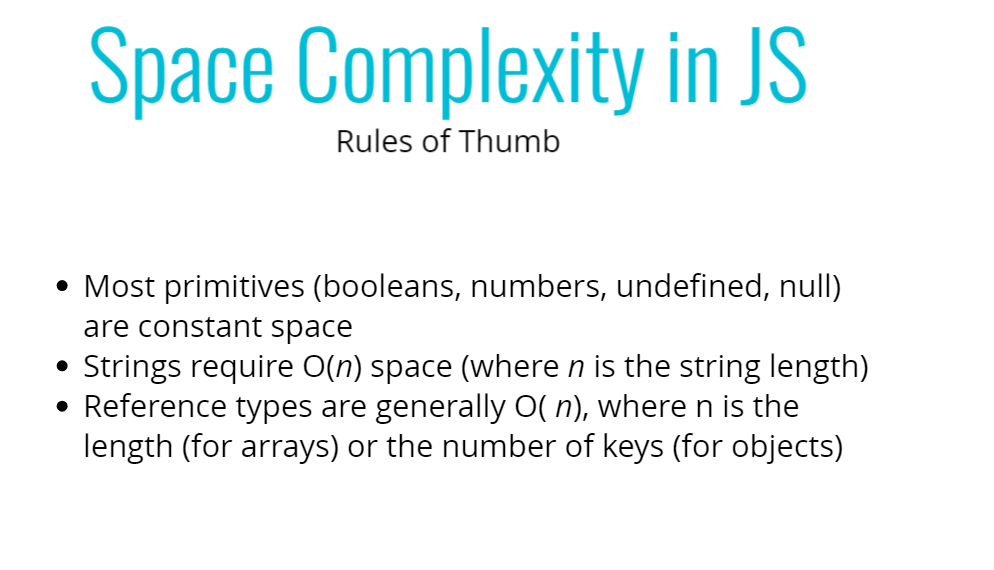 Space Complexity in JS
Rules of Thumb
• Most primitives (booleans, numbers, undefined, null)
are constant space
• Strings require O(n) space (where n is the string length)
• Reference types are generally O( n), where n is the
length (for arrays) or the number of keys (for objects)